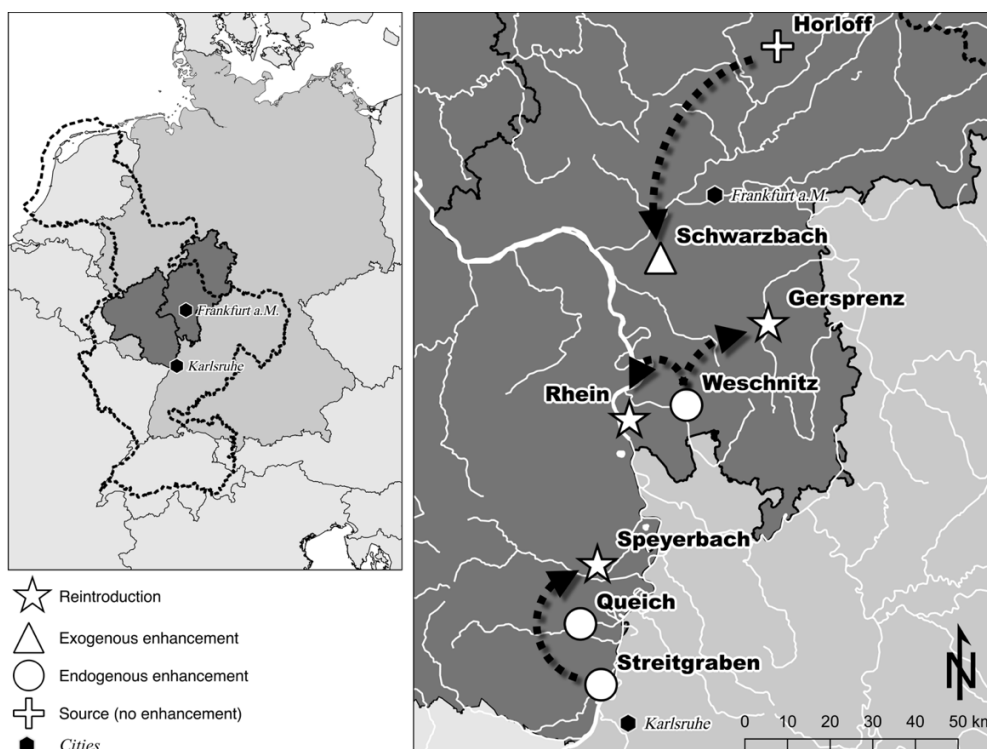 Frankfurt a.M.
Karlsruhe
Reintroduction
Exogenous enhancement
Endogenous enhancement
Source (no enhancement)
Cities
Horloff
Frankfurt a.M.
Schwarzbach
Gersprenz
Weschnitz
Rhein
Speyerbach
Queich
Streitgraben
Karlsruhe
N
0 10 20 30 40 50 km